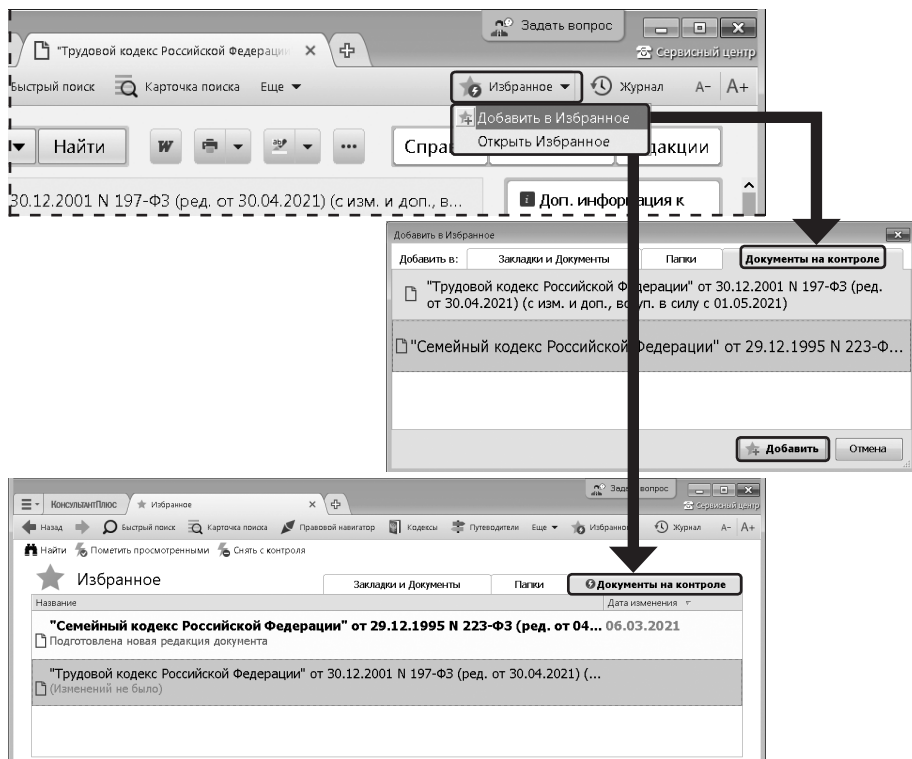 Задать вопрос
"Трудовой кодекс Российской Федерации
Сервисный центр
Быстрый поиск Карточка поиска Еще Избранное Журнал A- A+
Добавить в Избранное
Открыть Избранное
Найти W
30.12.2001 N 197-ФЗ (ред. от 30.04.2021) (с изм. и доп., в...
i Доп. информация к
Добавить в Избранное
Добавить в: Закладки и Документы Папки Документы на контроле
"Трудовой кодекс Российской Федерации" от 30.12.2001 N 197-ФЗ (ред.
от 30.04.2021) (с изм. и доп., вступ. в силу с 01.05.2021)
"Семейный кодекс Российской Федерации" от 29.12.1995 N 223-Ф...
Добавить Отмена
Задать вопрос
КонсультантПлюс Избранное
Сервисный центр
Назад Быстрый поиск Карточка поиска Правовой навигатор Кодексы Путеводители Еще Избранное Журнал A- A+
Найти Пометить просмотренными Снять с контроля
Избранное Закладки и Документы Папки Документы на контроле
Название Дата изменения
"Семейный кодекс Российской Федерации" от 29.12.1995 N 223-ФЗ (ред. от 04... 06.03.2021
Подготовлена новая редакция документа
"Трудовой кодекс Российской Федерации" от 30.12.2001 N 197-ФЗ (ред. от 30.04.2021) (...
(Изменений не было)